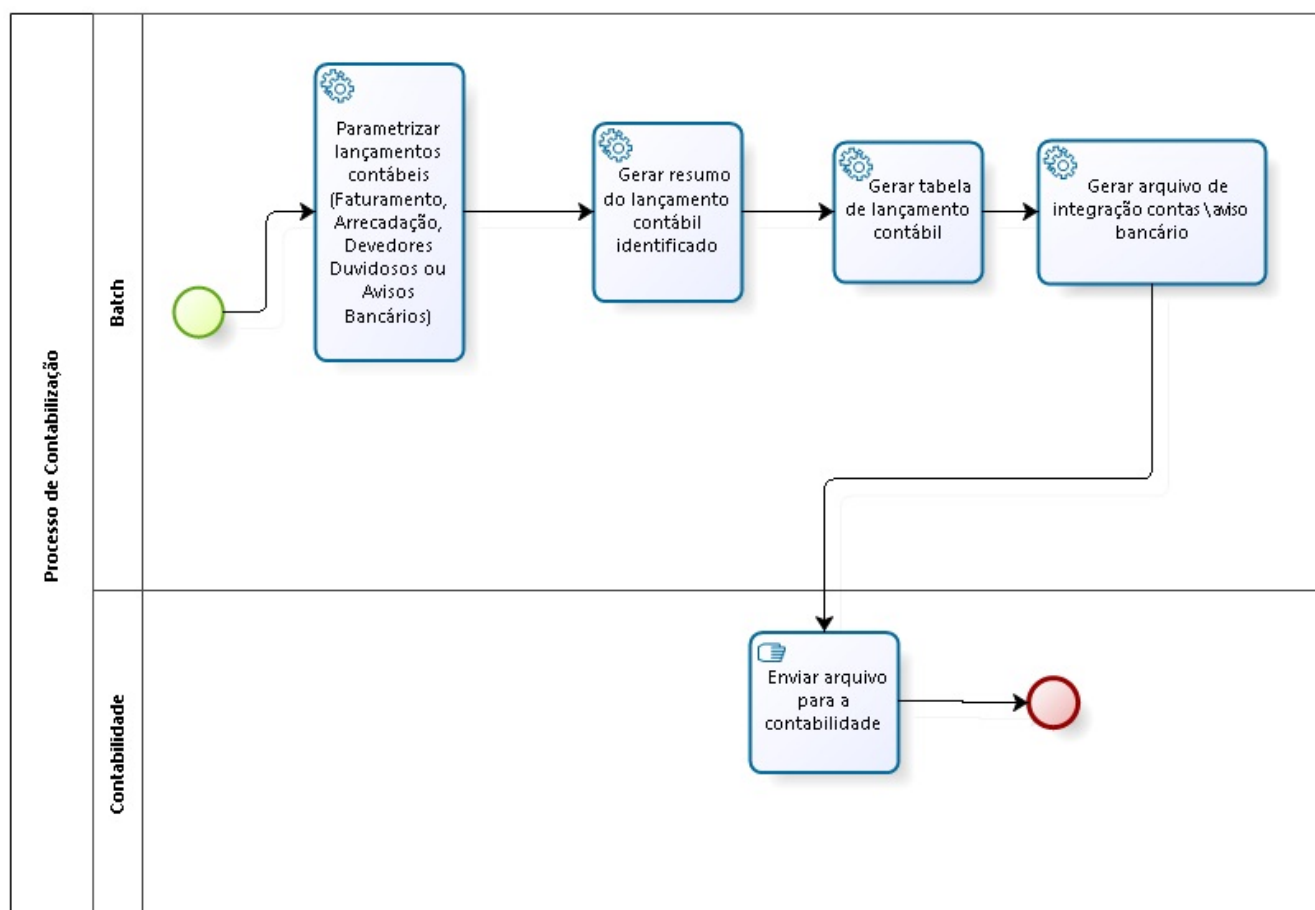 Processo de Contabilização
Batch
Parametrizar
lançamentos
contábeis
(Faturamento,
Arrecadação,
Devedores
Duvidosos ou
Avisos
Bancários)
Gerar resumo
do lançamento
contábil
identificado
Gerar tabela
de lançamento
contábil
Gerar arquivo de
integração contas \aviso
bancário
Contabilidade
Enviar arquivo
para a
contabilidade